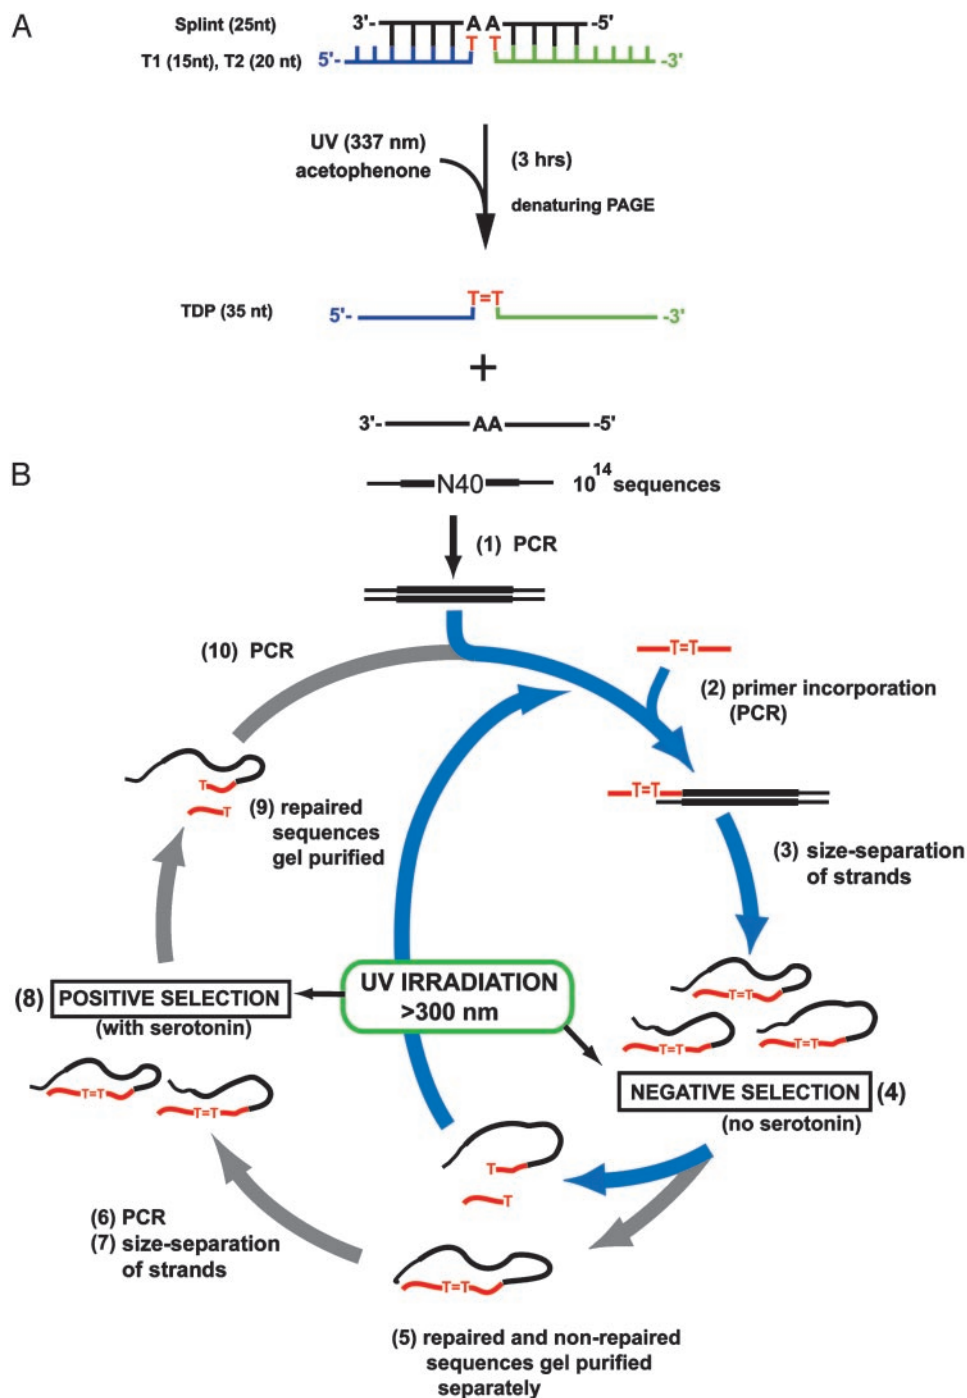 A
Splint (25nt)
3'-
A A
-5'
T T
T1 (15nt), T2 (20 nt)
5'-
-3'
UV (337 nm)
acetophenone
(3 hrs)
denaturing PAGE
T=T
TDP (35 nt)
5'-
-3'
+
3'-
AA
-5'
B
N40
10^14 sequences
(1) PCR
(10) PCR
T=T
(2) primer incorporation
(PCR)
T=T
T
T
(9) repaired
sequences
gel purified
(3) size-separation
of strands
UV IRRADIATION
>300 nm
(8) POSITIVE SELECTION
(with serotonin)
T=T
T=T
T=T
T=T
T=T
NEGATIVE SELECTION (4)
(no serotonin)
T
T
(6) PCR
(7) size-separation
of strands
T=T
(5) repaired and non-repaired
sequences gel purified
separately